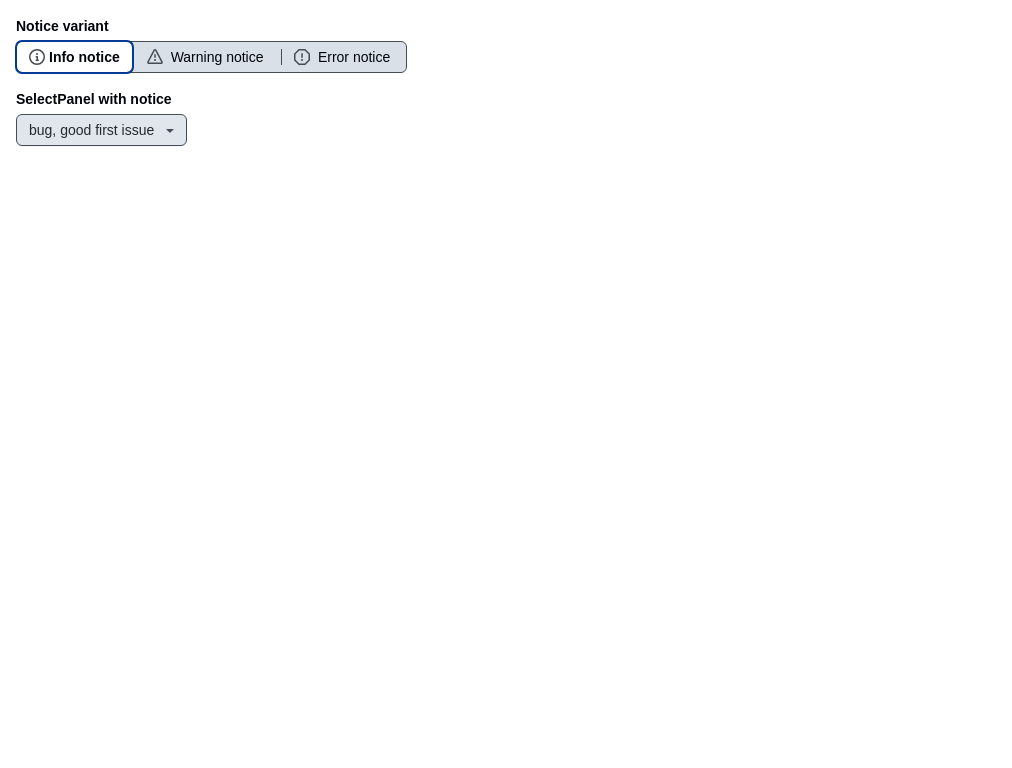 Notice variant
Info notice Warning notice Error notice
SelectPanel with notice
bug, good first issue